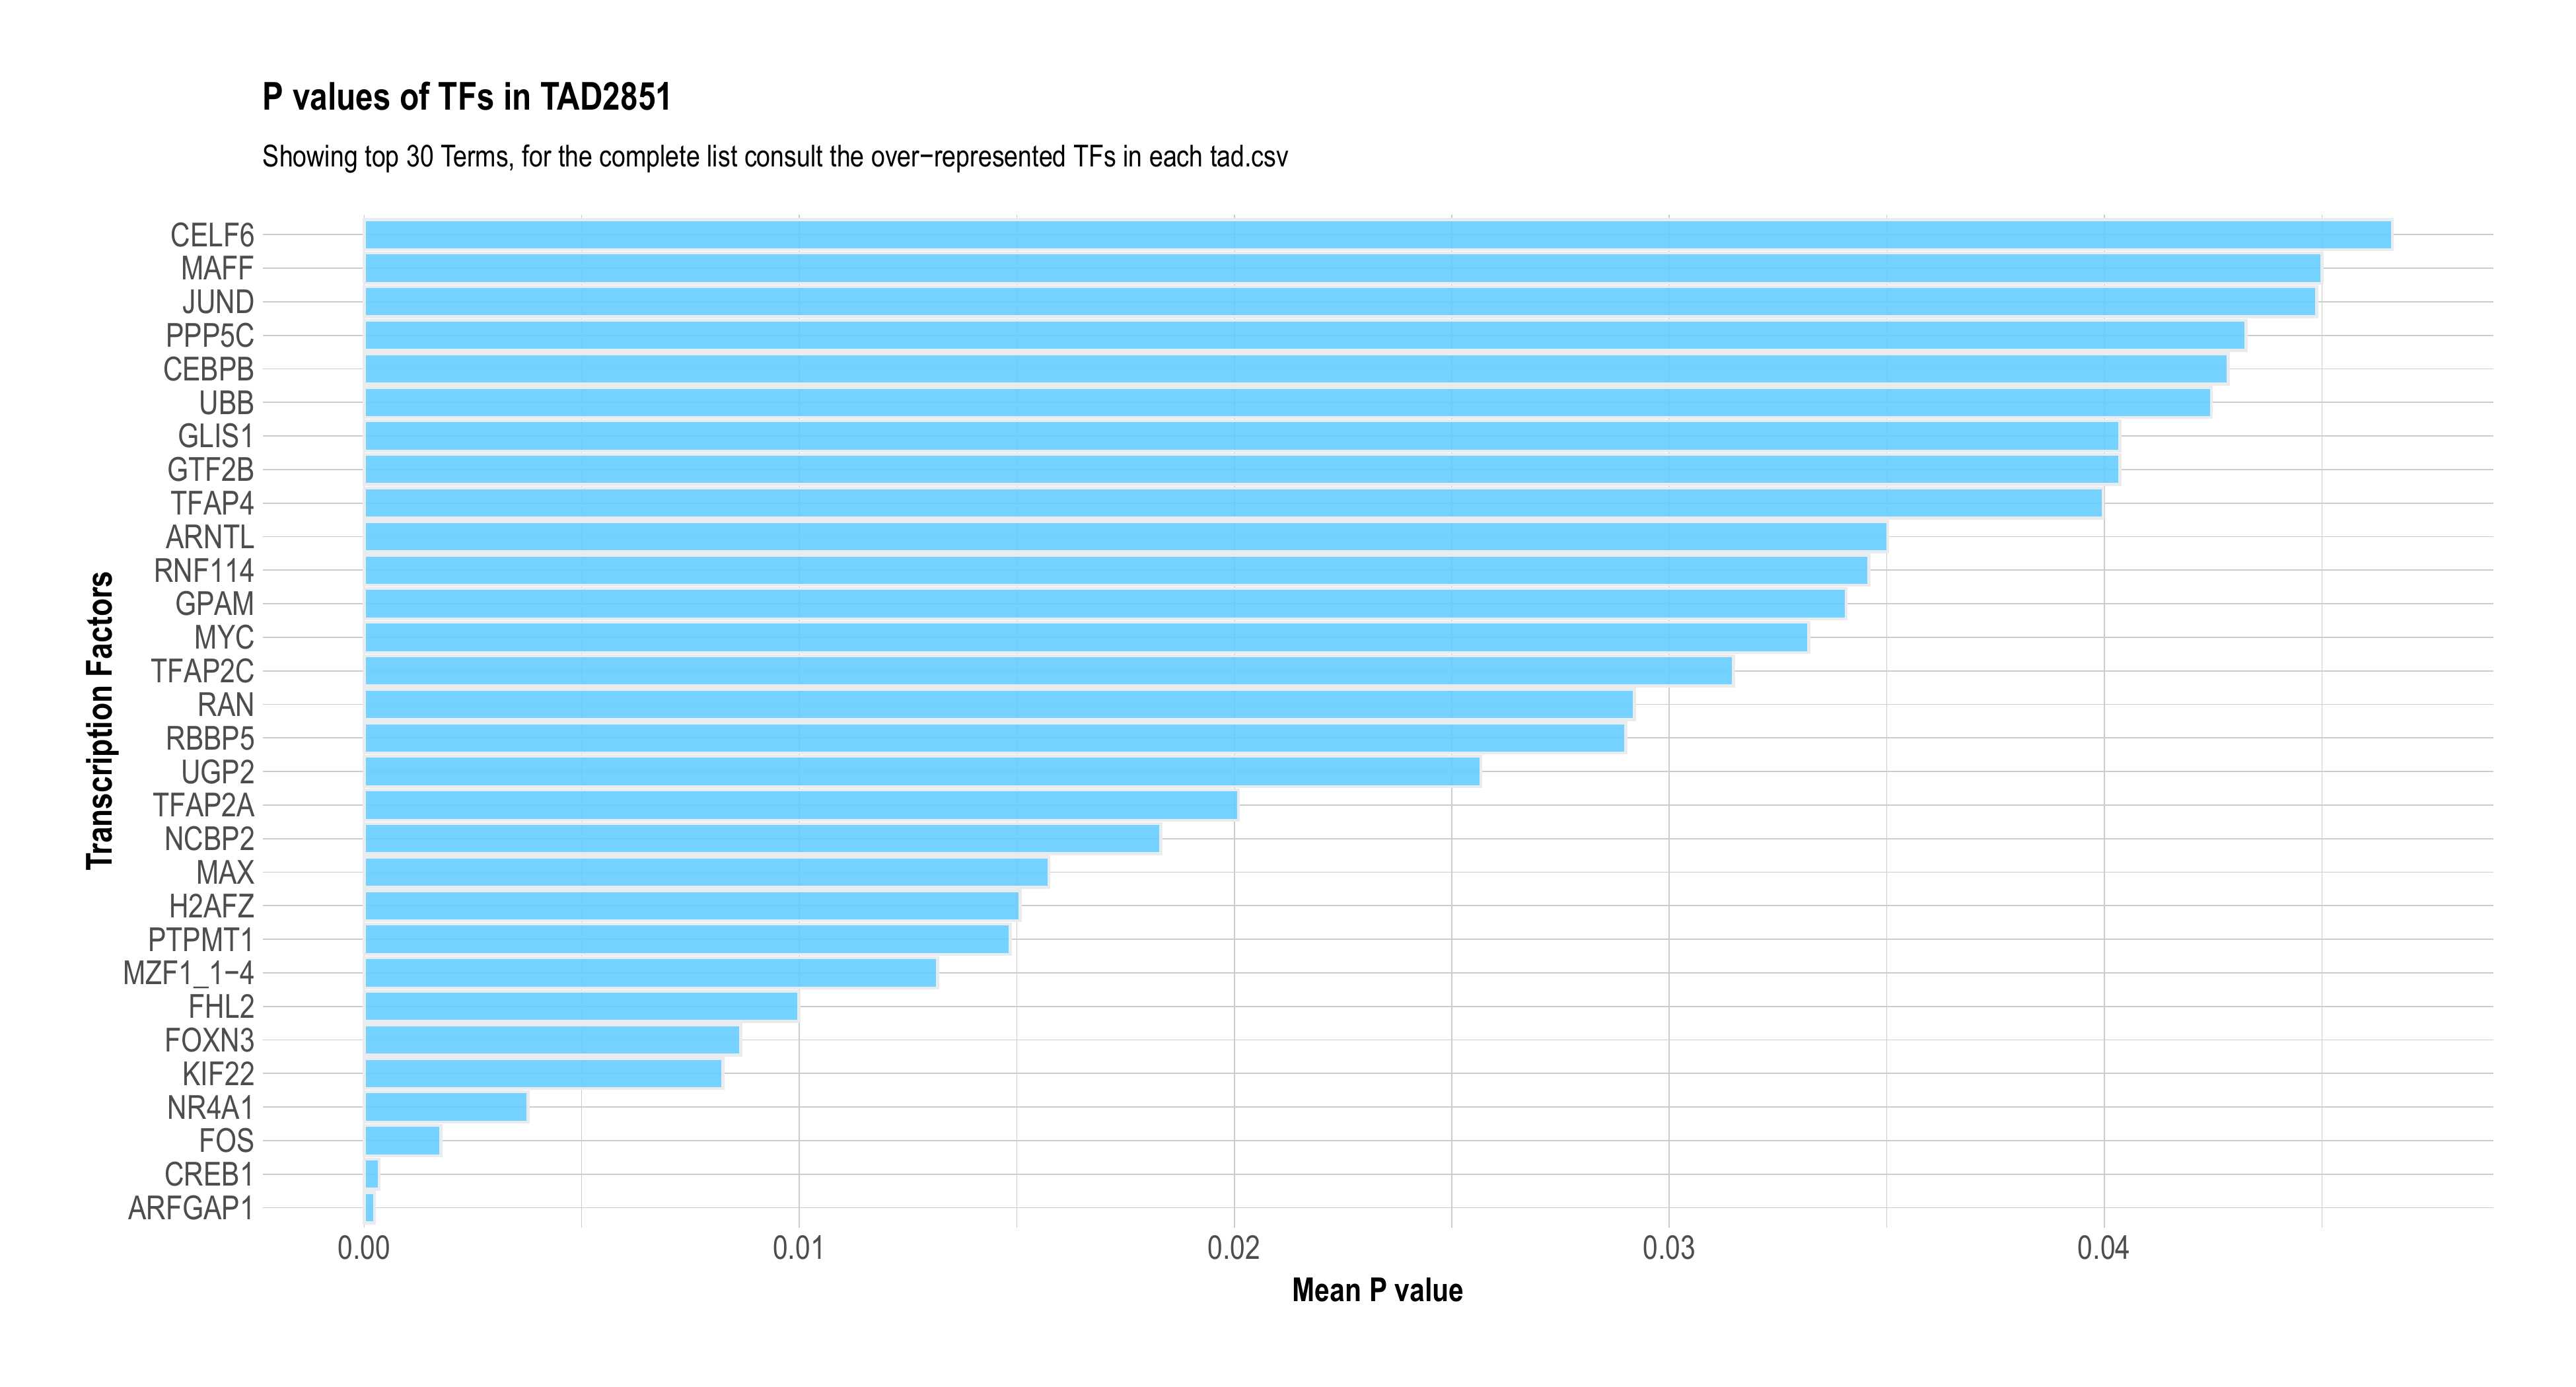 P values of TFs in TAD2851
Showing top 30 Terms, for the complete list consult the over−represented TFs in each tad.csv
Transcription Factors
CELF6
MAFF
JUND
PPP5C
CEBPB
UBB
GLIS1
GTF2B
TFAP4
ARNTL
RNF114
GPAM
MYC
TFAP2C
RAN
RBBP5
UGP2
TFAP2A
NCBP2
MAX
H2AFZ
PTPMT1
MZF1_1−4
FHL2
FOXN3
KIF22
NR4A1
FOS
CREB1
ARFGAP1
0.00 0.01 0.02 0.03 0.04
Mean P value